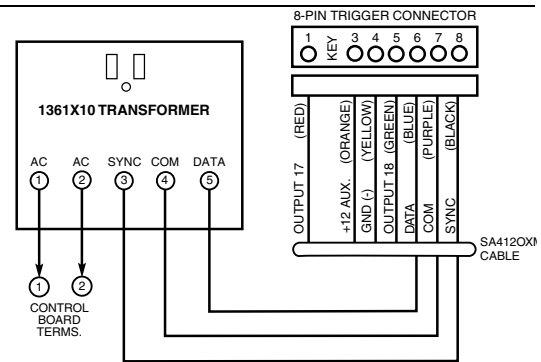 8-PIN TRIGGER CONNECTOR
1 KEY 3 4 5 6 7 8
1361X10 TRANSFORMER
AC AC SYNC COM DATA
1 2 3 4 5
OUTPUT 17 (RED)
+12 AUX. (ORANGE)
GND (-) (YELLOW)
OUTPUT 18 (GREEN)
DATA (BLUE)
COM (PURPLE)
SYNC (BLACK)
SA412OXM
CABLE
1 2
CONTROL
BOARD
TERMS.